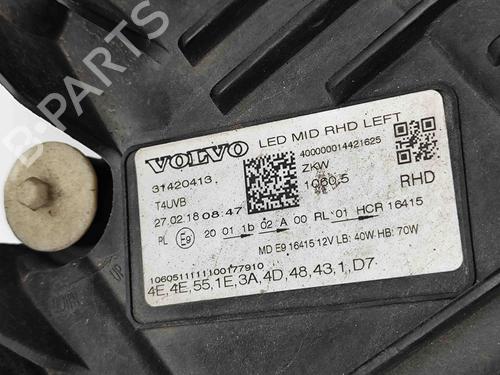 B-PARTS
VOLVO LED MID RHD LEFT
31420413
400000014421625
T4UVB
ZKW
27.02.18 08:47
1060.5
RHD
PL E9 20 01 1b 02 A 00 RL 01 HCR 16415
MD E9 16415 12V LB: 40W HB: 70W
1060511111100177910
4E,4E,55,1E,3A,4D,48,43,1,D7